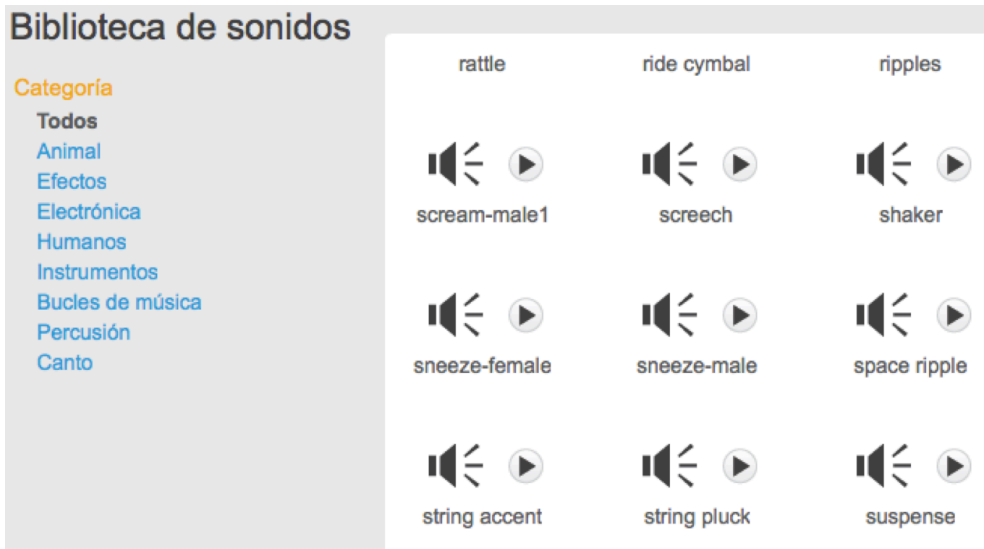 Biblioteca de sonidos
Categoría
Todos
Animal
Efectos
Electrónica
Humanos
Instrumentos
Bucles de música
Percusión
Canto
rattle ride cymbal ripples
scream-male1 screech shaker
sneeze-female sneeze-male space ripple
string accent string pluck suspense